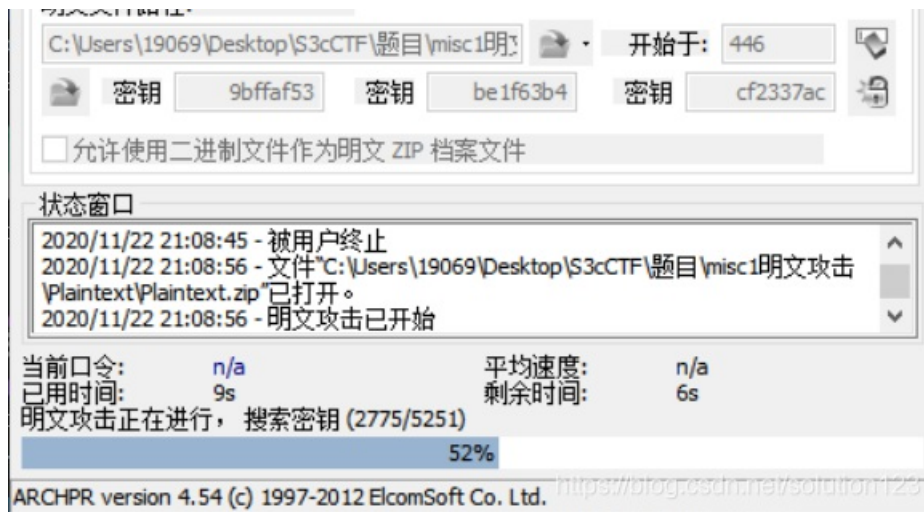 C:\Users\19069\Desktop\S3cCTF\题目\misc1明文 开始于: 446
密钥 9bffaf53 密钥 be1f63b4 密钥 cf2337ac
允许使用二进制文件作为明文 ZIP 档案文件
状态窗口
2020/11/22 21:08:45 - 被用户终止
2020/11/22 21:08:56 - 文件"C:\Users\19069\Desktop\S3cCTF\题目\misc1明文攻击
\Plaintext\Plaintext.zip"已打开。
2020/11/22 21:08:56 - 明文攻击已开始
当前口令: n/a 平均速度: n/a
已用时间: 9s 剩余时间: 6s
明文攻击正在进行， 搜索密钥 (2775/5251)
52%
ARCHPR version 4.54 (c) 1997-2012 ElcomSoft Co. Ltd.
https://blog.csdn.net/solution123